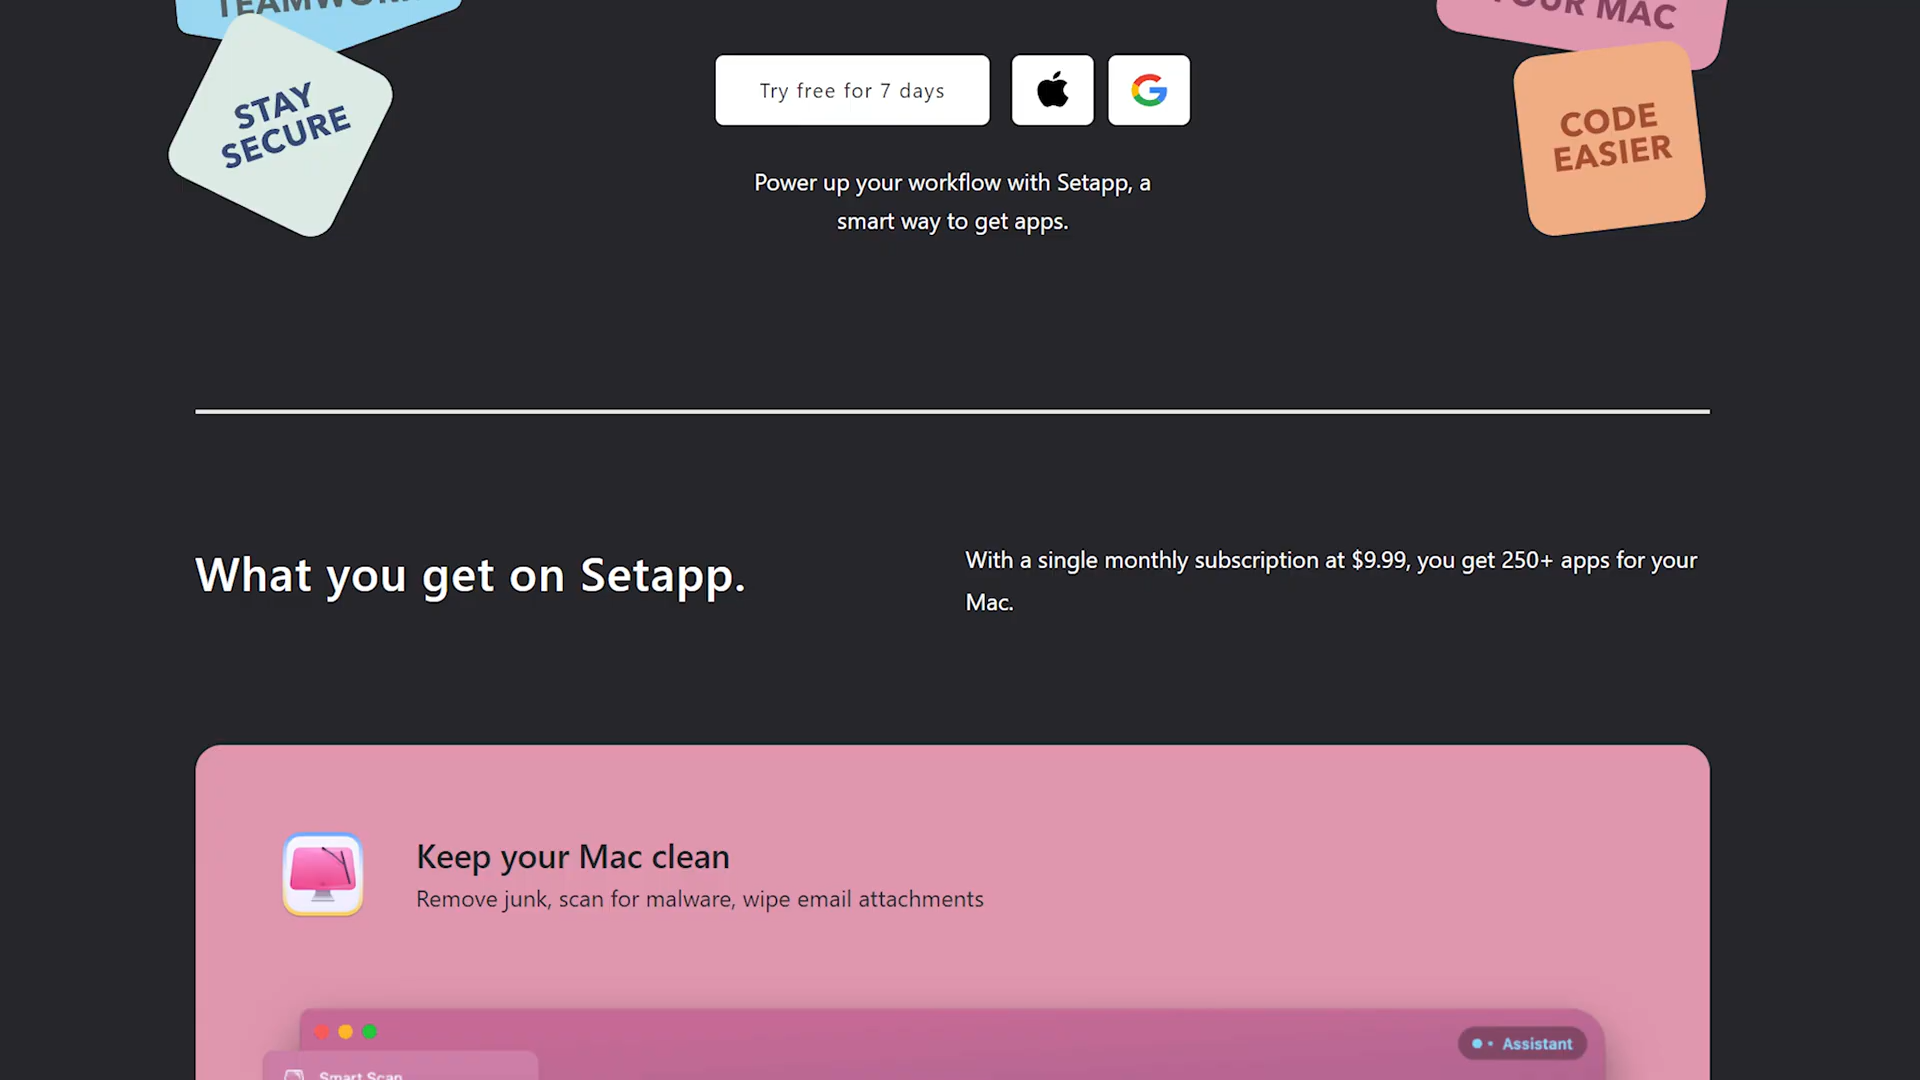 TEAMWORK
YOUR MAC
STAY
SECURE
Try free for 7 days
CODE
EASIER
Power up your workflow with Setapp, a
smart way to get apps.
What you get on Setapp.
With a single monthly subscription at $9.99, you get 250+ apps for your
Mac.
Keep your Mac clean
Remove junk, scan for malware, wipe email attachments
Assistant
Smart Scan